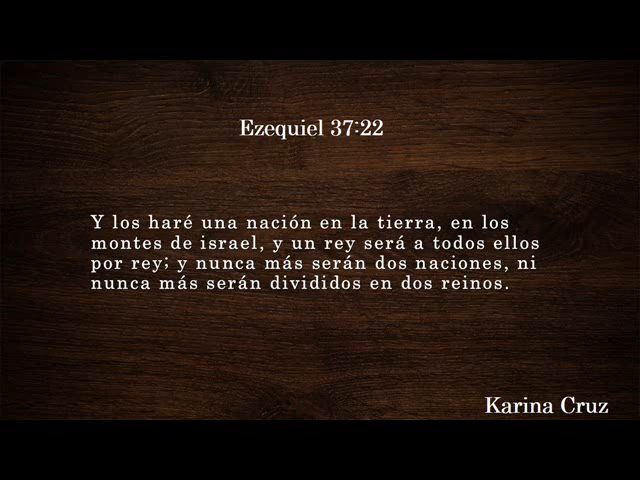 Ezequiel 37:22
Y los haré una nación en la tierra, en los
montes de israel, y un rey será a todos ellos
por rey; y nunca más serán dos naciones, ni
nunca más serán divididos en dos reinos.
Karina Cruz